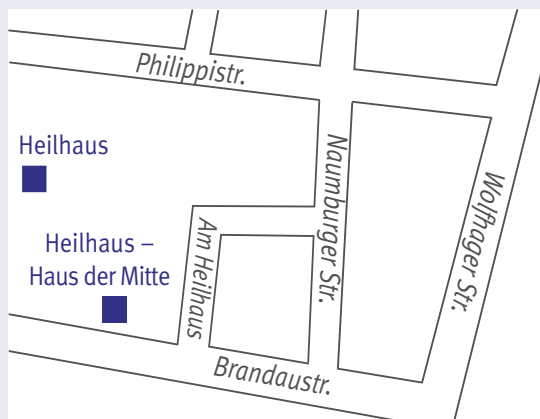 Philippistr.
Heilhaus
Naumburger Str.
Wolfhager Str.
Am Heilhaus
Heilhaus –
Haus der Mitte
Brandaustr.